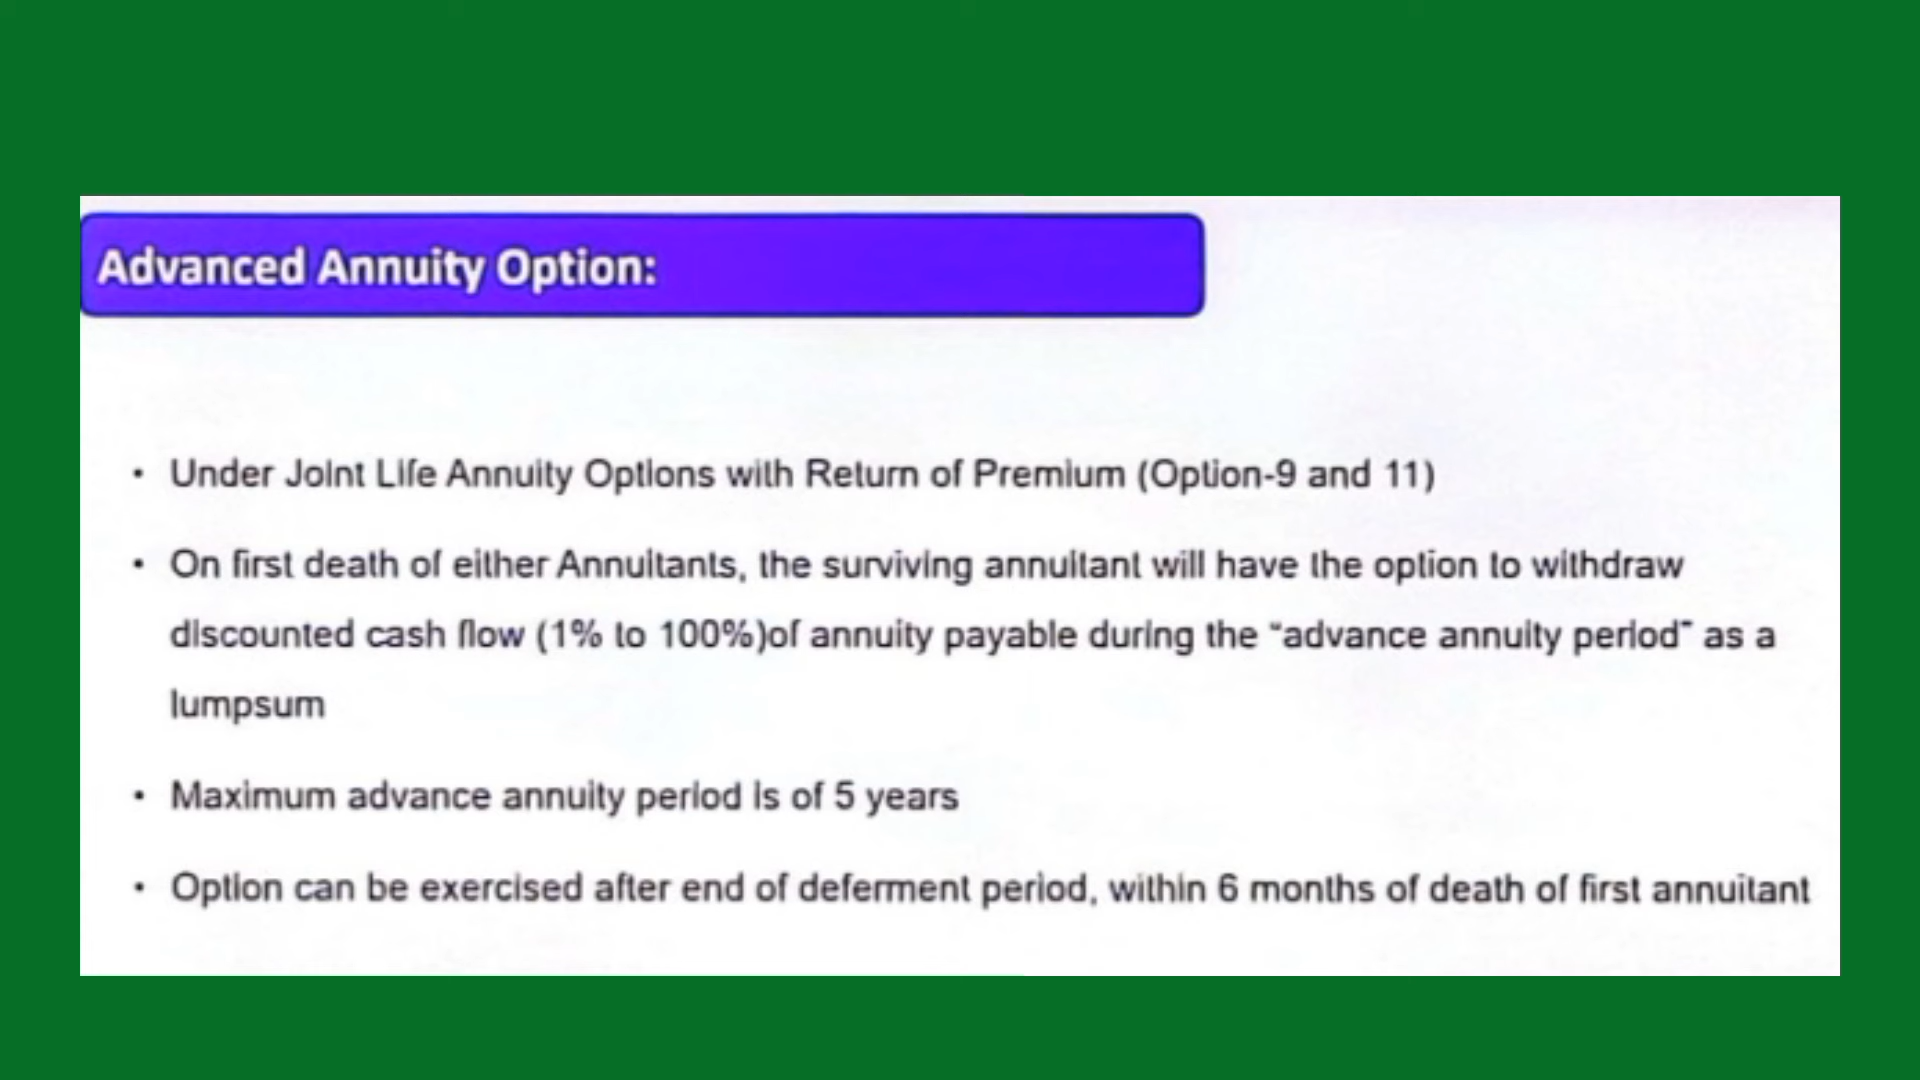 Advanced Annuity Option:
• Under Joint Life Annuity Options with Return of Premium (Option-9 and 11)
• On first death of either Annuitants, the surviving annuitant will have the option to withdraw
discounted cash flow (1% to 100%)of annuity payable during the "advance annuity period" as a
lumpsum
• Maximum advance annuity period is of 5 years
• Option can be exercised after end of deferment period, within 6 months of death of first annuitant